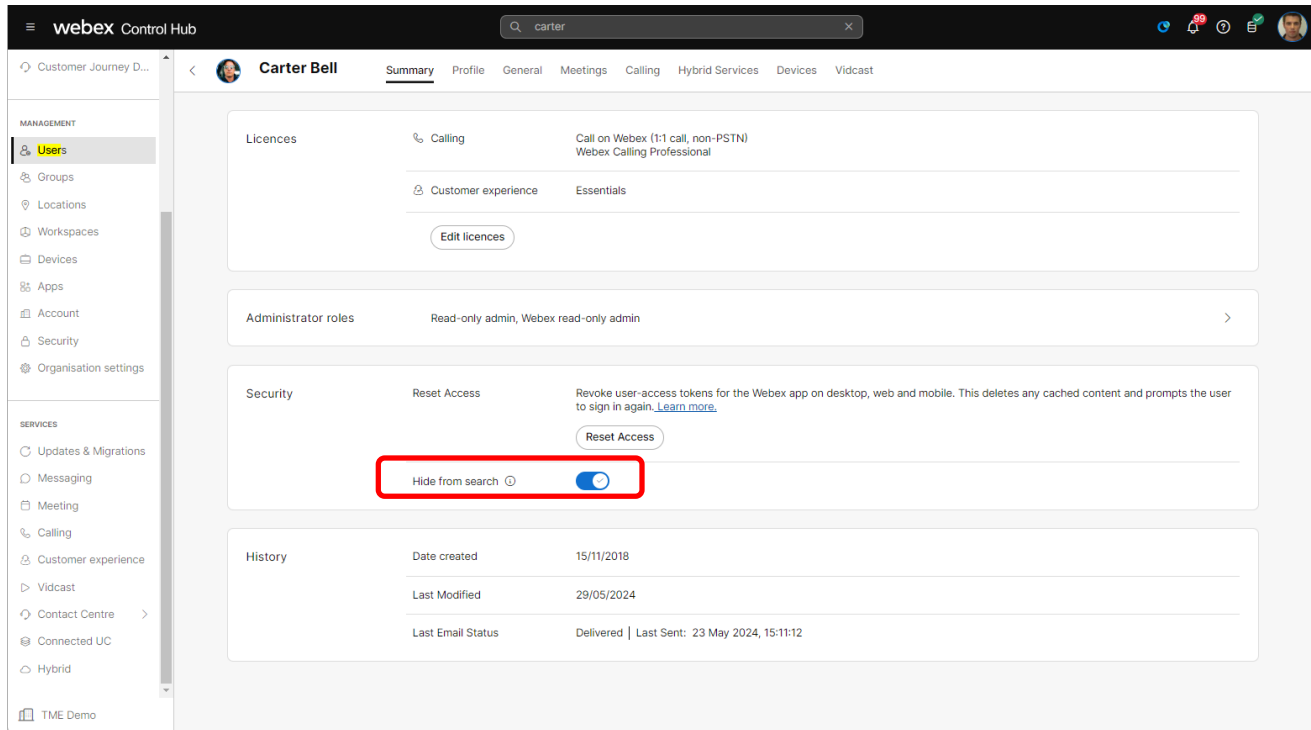 webex Control Hub
carter
99
Customer Journey D...
MANAGEMENT
Users
Groups
Locations
Workspaces
Devices
Apps
Account
Security
Organisation settings
SERVICES
Updates & Migrations
Messaging
Meeting
Calling
Customer experience
Vidcast
Contact Centre
Connected UC
Hybrid
TME Demo
Carter Bell
Summary Profile General Meetings Calling Hybrid Services Devices Vidcast
Licences
Calling
Call on Webex (1:1 call, non-PSTN)
Webex Calling Professional
Customer experience
Essentials
Edit licences
Administrator roles
Read-only admin, Webex read-only admin
Security
Reset Access
Revoke user-access tokens for the Webex app on desktop, web and mobile. This deletes any cached content and prompts the user
to sign in again. Learn more.
Reset Access
Hide from search
History
Date created
15/11/2018
Last Modified
29/05/2024
Last Email Status
Delivered | Last Sent: 23 May 2024, 15:11:12